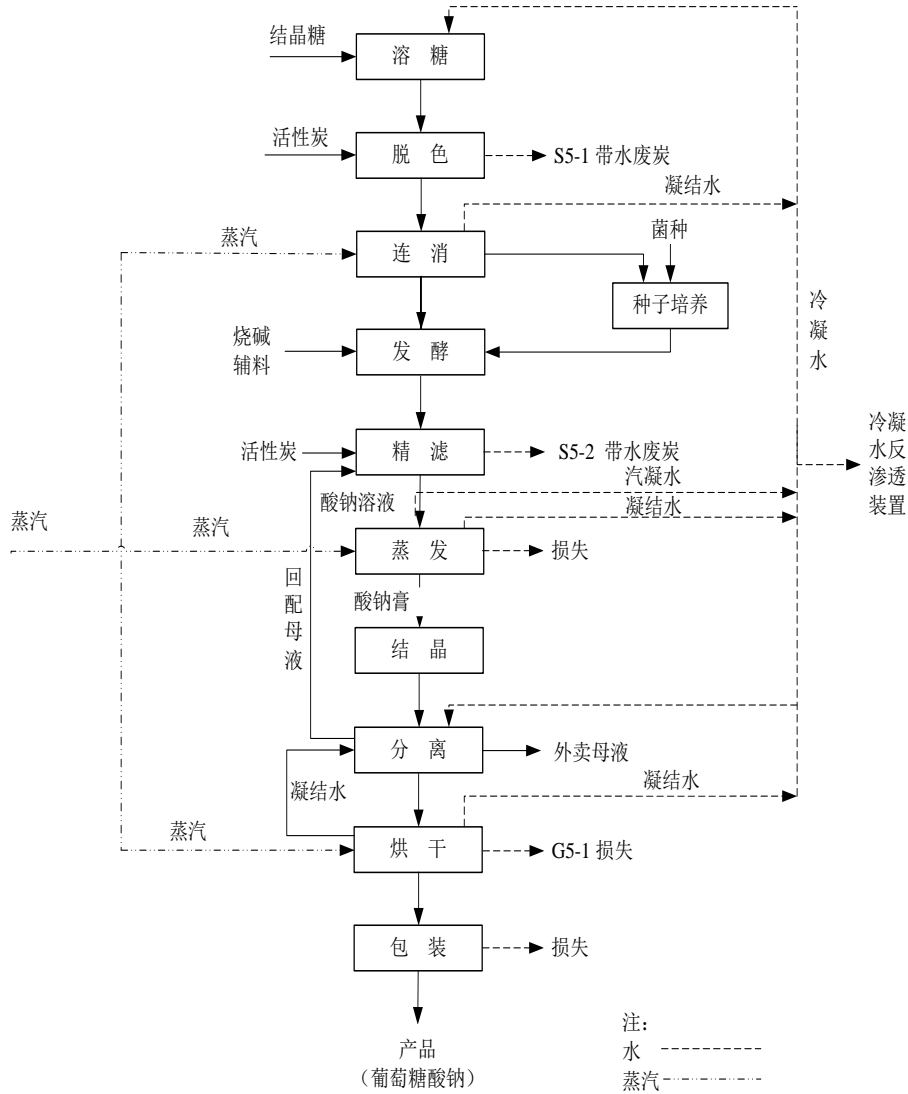 结晶糖
溶 糖
活性炭
脱 色
S5-1 带水废炭
凝结水
蒸汽
连 消
菌种
种子培养
冷凝水
烧碱
辅料
发 酵
活性炭
精 滤
S5-2 带水废炭
冷凝
水反
渗透
装置
汽凝水
酸钠溶液
凝结水
蒸汽
蒸汽
蒸 发
损失
回配母液
酸钠膏
结 晶
分 离
外卖母液
凝结水
凝结水
蒸汽
烘 干
G5-1 损失
包 装
损失
产品
（葡萄糖酸钠）
注：
水
蒸汽